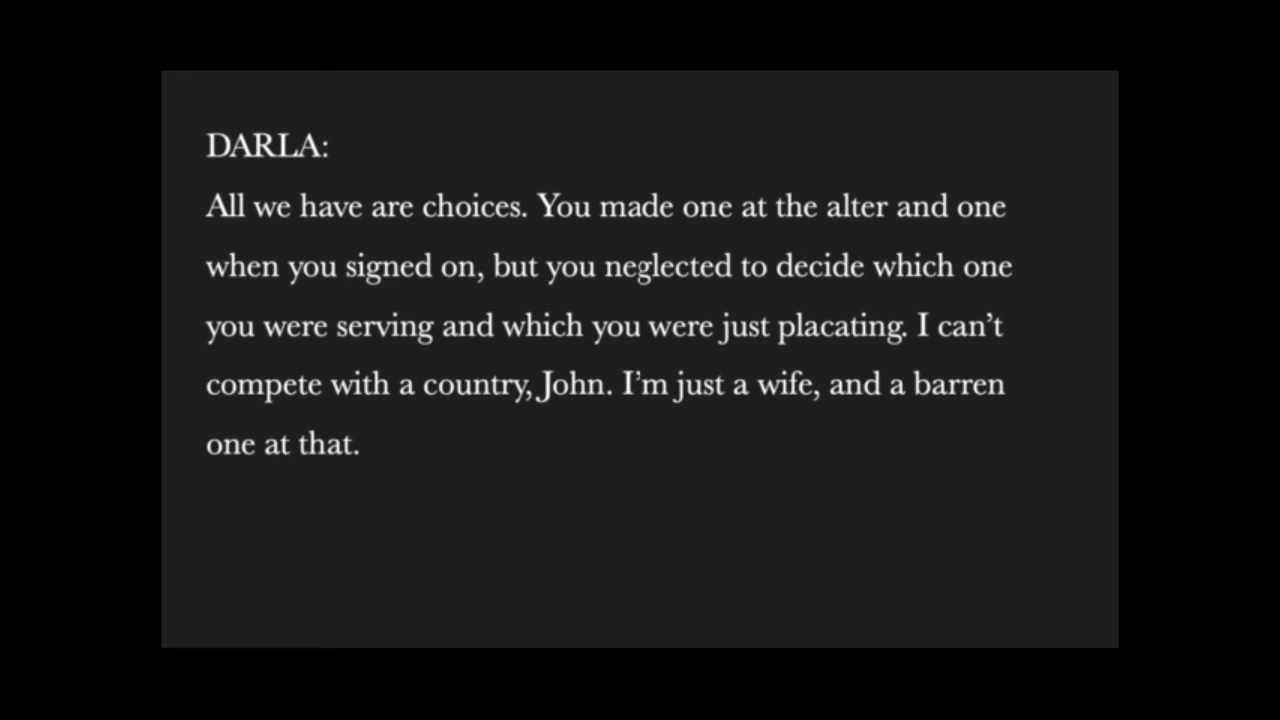 DARLA:
All we have are choices. You made one at the alter and one
when you signed on, but you neglected to decide which one
you were serving and which you were just placating. I can’t
compete with a country, John. I’m just a wife, and a barren
one at that.